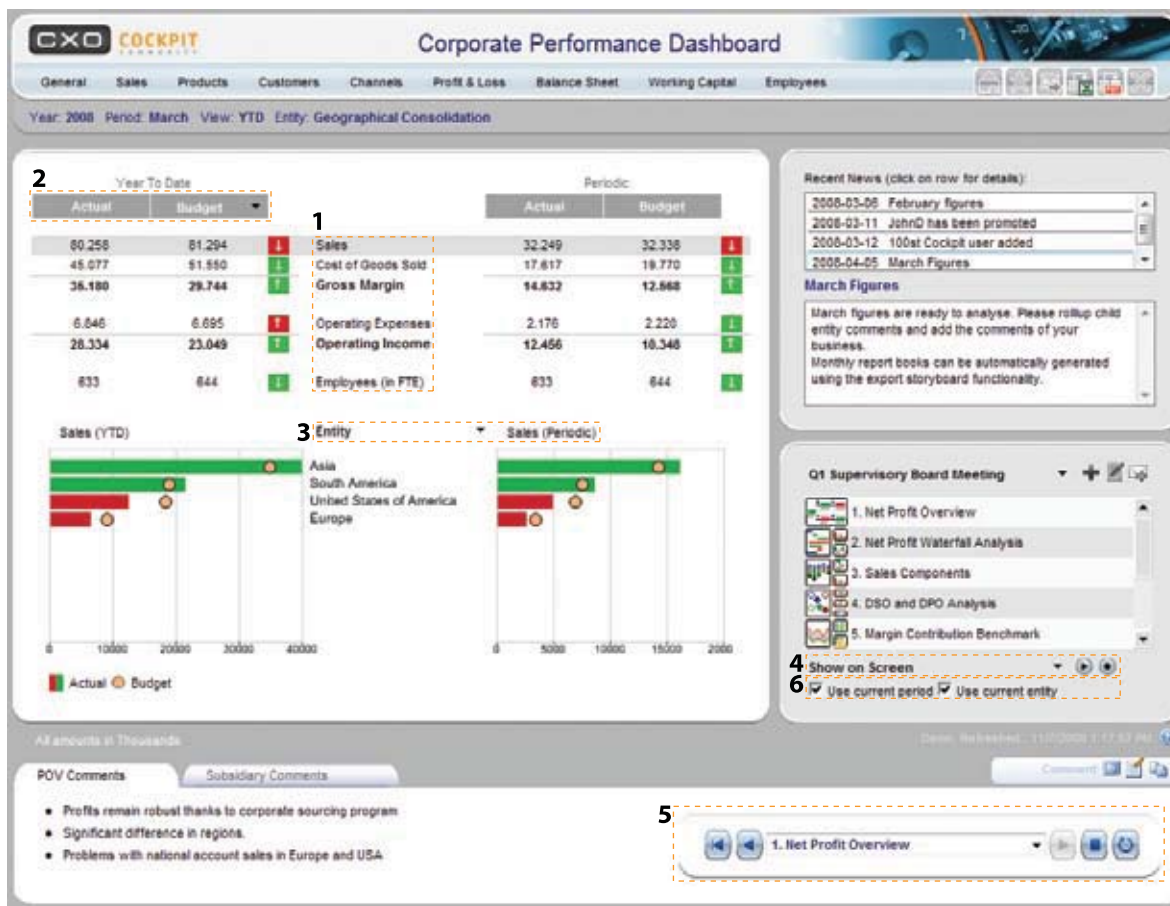 CXO COCKPIT
COMMUNITY
Corporate Performance Dashboard
General Sales Products Customers Channels Profit & Loss Balance Sheet Working Capital Employees
Year: 2008 Period: March View: YTD Entity: Geographical Consolidation
2 Year To Date Periodic
Actual Budget Actual Budget
1
80.258 81.294 Sales 32.249 32.338
45.077 51.550 Cost of Goods Sold 17.617 19.770
35.180 29.744 Gross Margin 14.632 12.568
6.846 6.695 Operating Expenses 2.176 2.220
28.334 23.049 Operating Income 12.456 10.348
633 644 Employees (in FTE) 633 644
Sales (YTD) 3 Entity Sales (Periodic)
Asia
South America
United States of America
Europe
0 10000 20000 30000 40000 0 5000 10000 15000 2000
Actual Budget
Recent News (click on row for details):
2008-03-06 February figures
2008-03-11 JohnD has been promoted
2008-03-12 100st Cockpit user added
2008-04-05 March Figures
March Figures
March figures are ready to analyse. Please rollup child
entity comments and add the comments of your
business.
Monthly report books can be automatically generated
using the export storyboard functionality.
Q1 Supervisory Board Meeting
1. Net Profit Overview
2. Net Profit Waterfall Analysis
3. Sales Components
4. DSO and DPO Analysis
5. Margin Contribution Benchmark
4 Show on Screen
6 Use current period Use current entity
All amounts in Thousands
POV Comments Subsidiary Comments Comment
Profits remain robust thanks to corporate sourcing program
Significant difference in regions.
Problems with national account sales in Europe and USA
5
1. Net Profit Overview